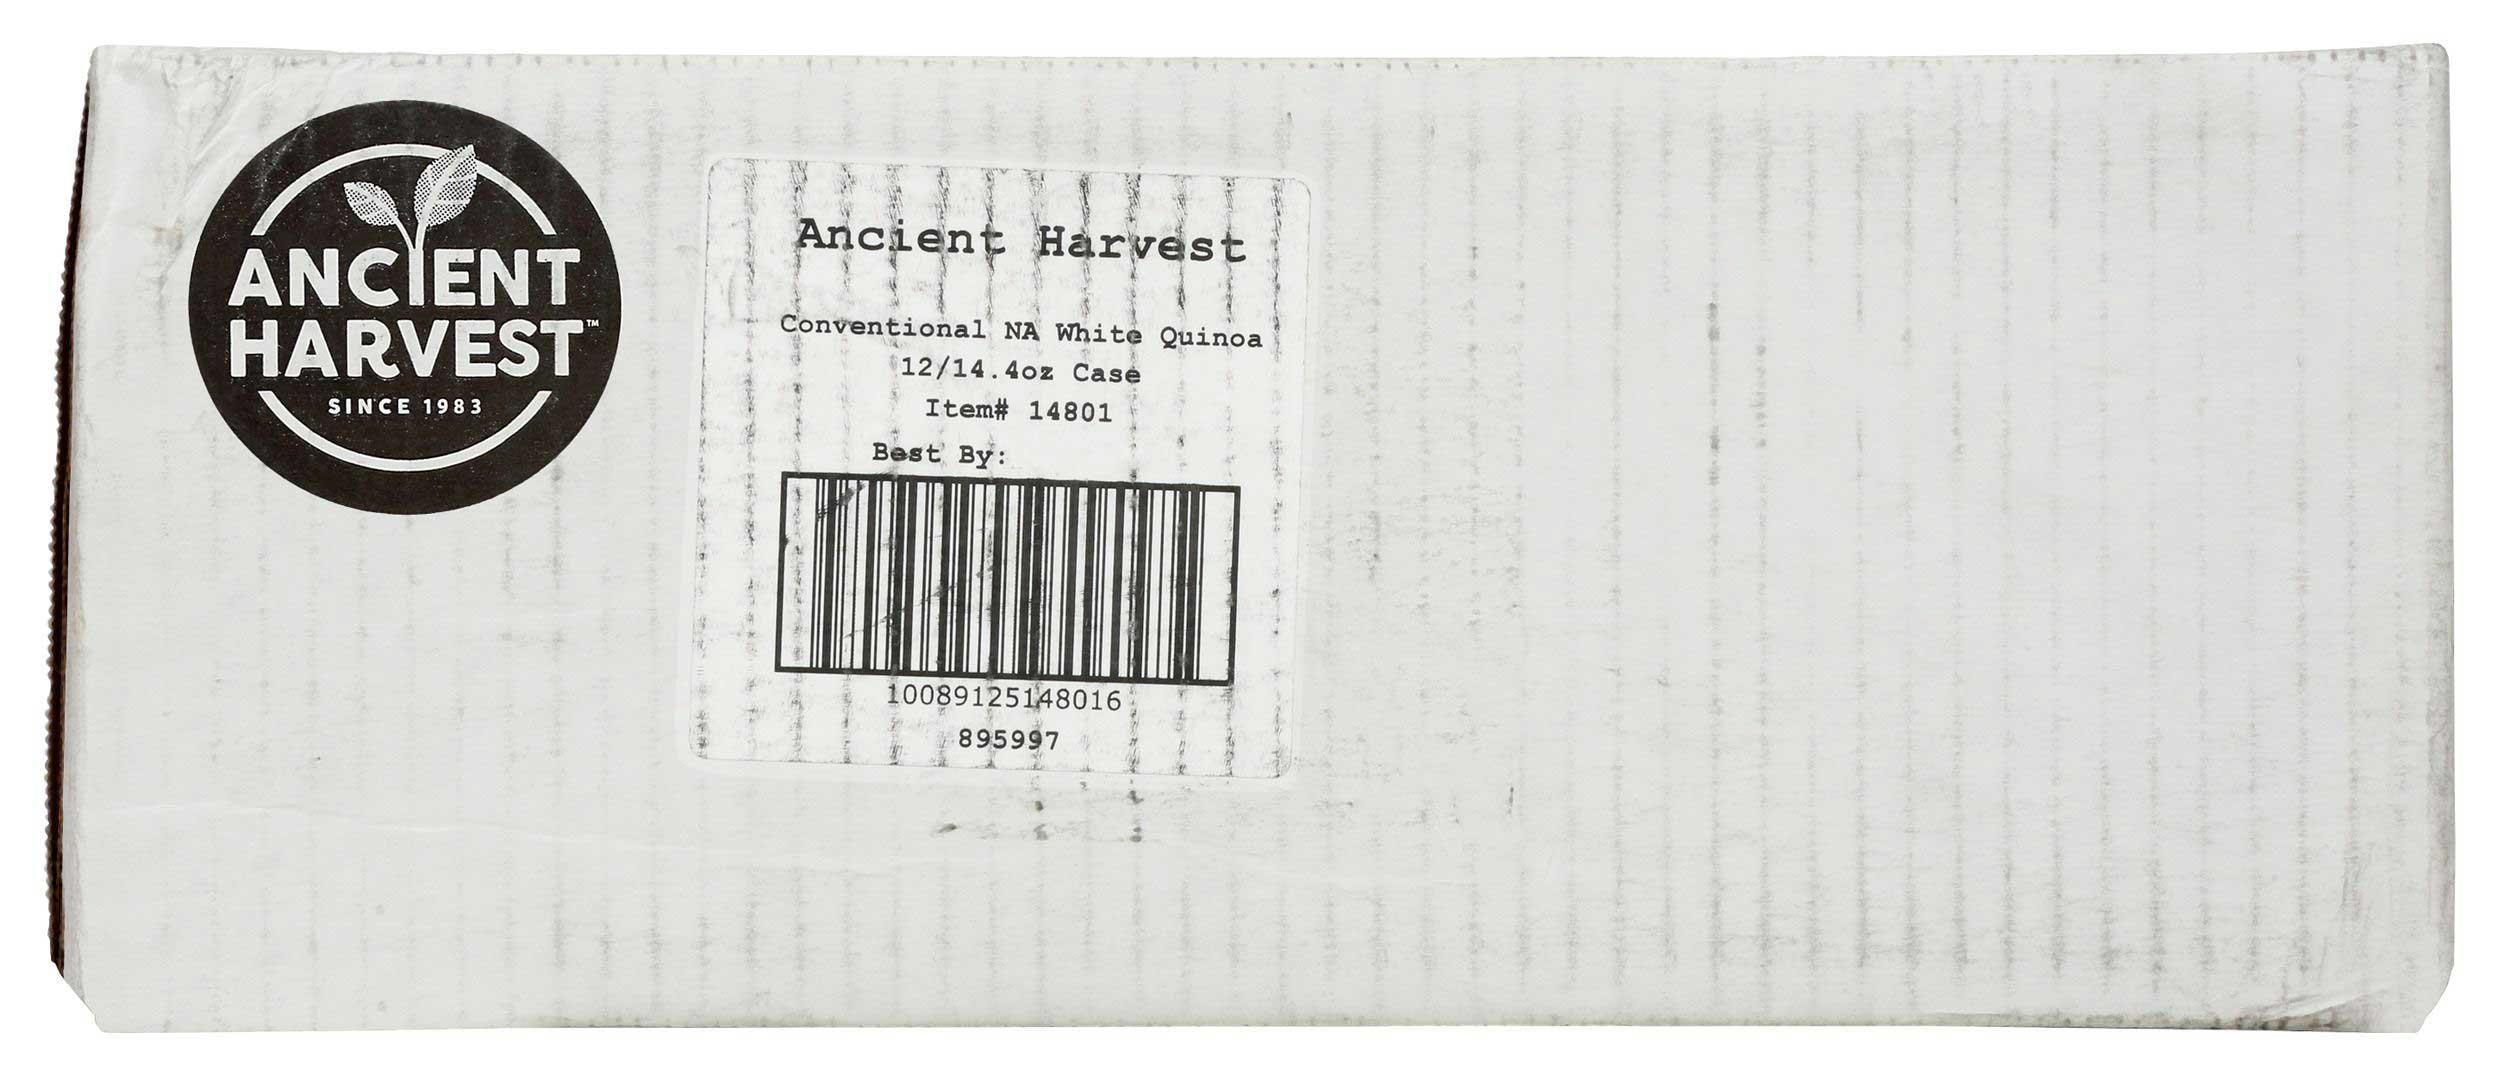 ANCIENT
HARVEST™
SINCE 1983
Ancient Harvest
Conventional NA White Quinoa
12/14.4oz Case
Item# 14801
Best By:
10089125148016
895997